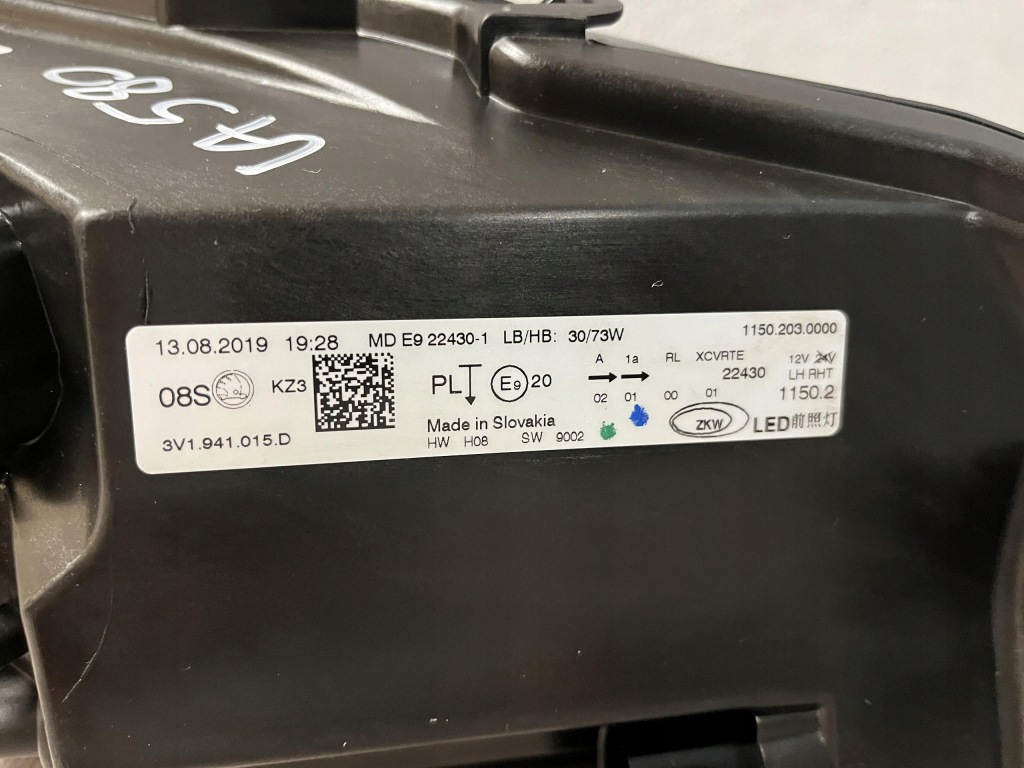 VA 580
13.08.2019 19:28 MD E9 22430-1 LB/HB: 30/73W 1150.203.0000
A 1a RL XCVRTE 12V 24V
08S KZ3 PL E9 20 22430 LH RHT
02 01 00 01 1150.2
Made in Slovakia ZKW LED前照灯
3V1.941.015.D HW H08 SW 9002